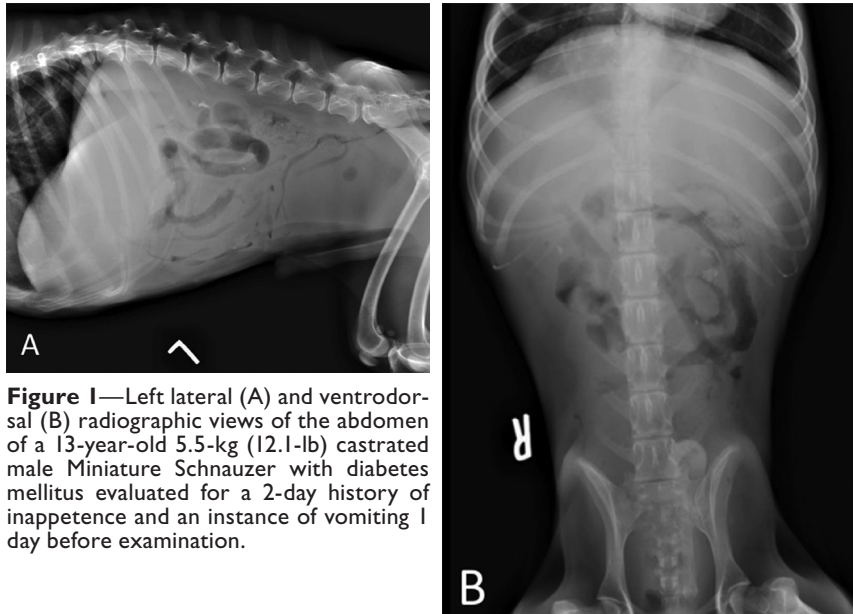 A
Figure 1—Left lateral (A) and ventrodor-
sal (B) radiographic views of the abdomen
of a 13-year-old 5.5-kg (12.1-lb) castrated
male Miniature Schnauzer with diabetes
mellitus evaluated for a 2-day history of
inappetence and an instance of vomiting 1
day before examination.
R
B